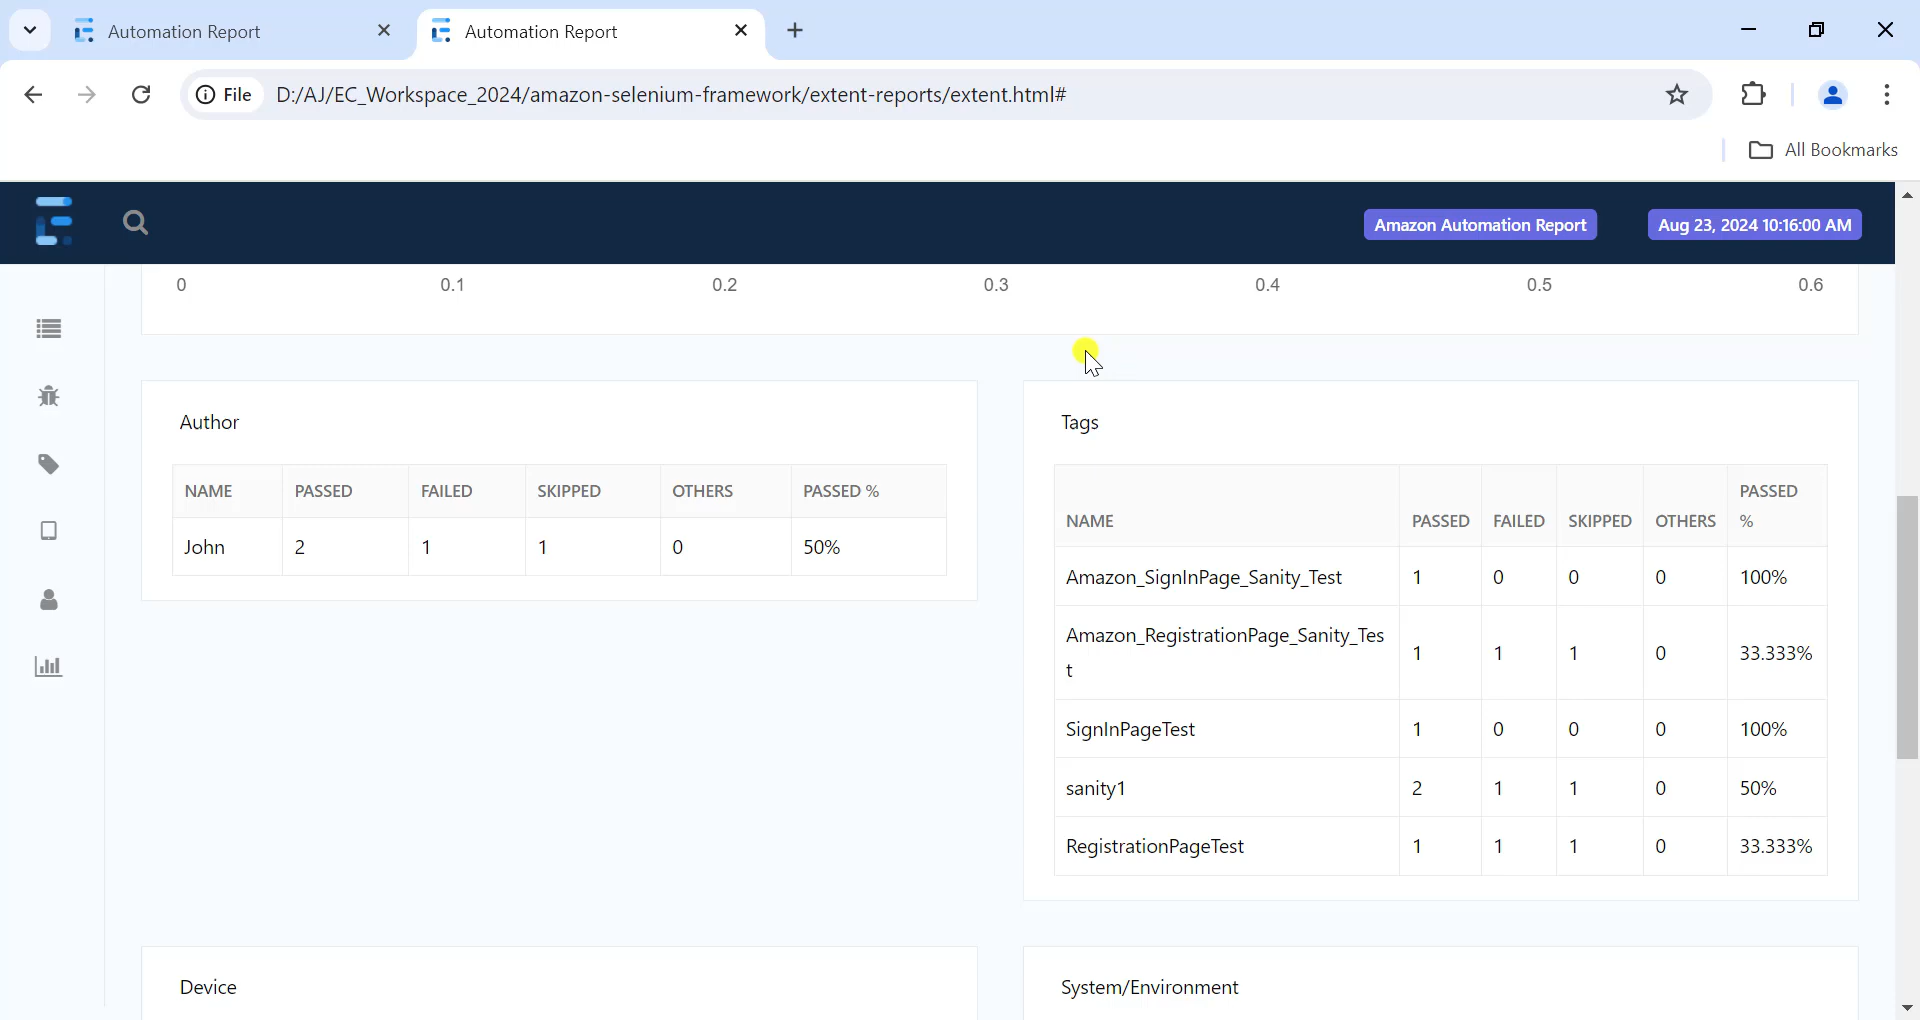 Automation Report
Automation Report
File
D:/AJ/EC_Workspace_2024/amazon-selenium-framework/extent-reports/extent.html#
All Bookmarks
Amazon Automation Report
Aug 23, 2024 10:16:00 AM
0 0.1 0.2 0.3 0.4 0.5 0.6
Author
NAME PASSED FAILED SKIPPED OTHERS PASSED %
John 2 1 1 0 50%
Tags
NAME PASSED FAILED SKIPPED OTHERS PASSED
%
Amazon_SignInPage_Sanity_Test 1 0 0 0 100%
Amazon_RegistrationPage_Sanity_Tes
t 1 1 1 0 33.333%
SignInPageTest 1 0 0 0 100%
sanity1 2 1 1 0 50%
RegistrationPageTest 1 1 1 0 33.333%
Device
System/Environment